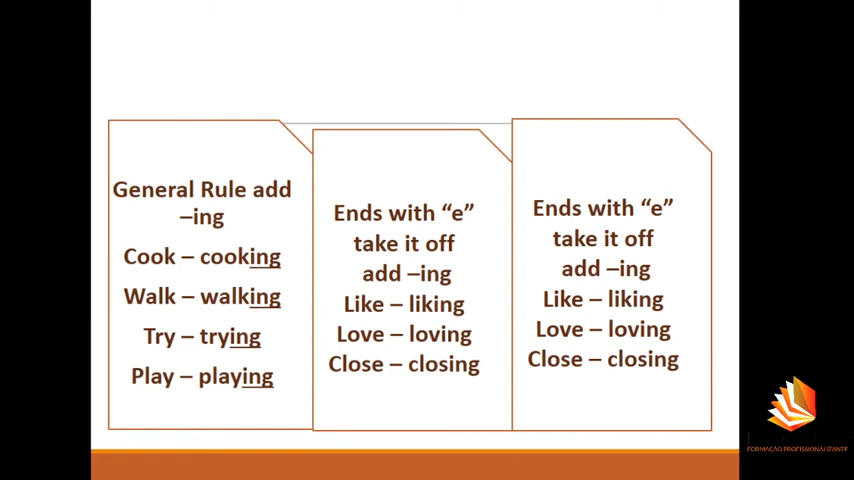 General Rule add
–ing
Cook – cooking
Walk – walking
Try – trying
Play – playing
Ends with “e”
take it off
add –ing
Like – liking
Love – loving
Close – closing
Ends with “e”
take it off
add –ing
Like – liking
Love – loving
Close – closing
FORMAÇÃO PROFISSIONALIZANTE